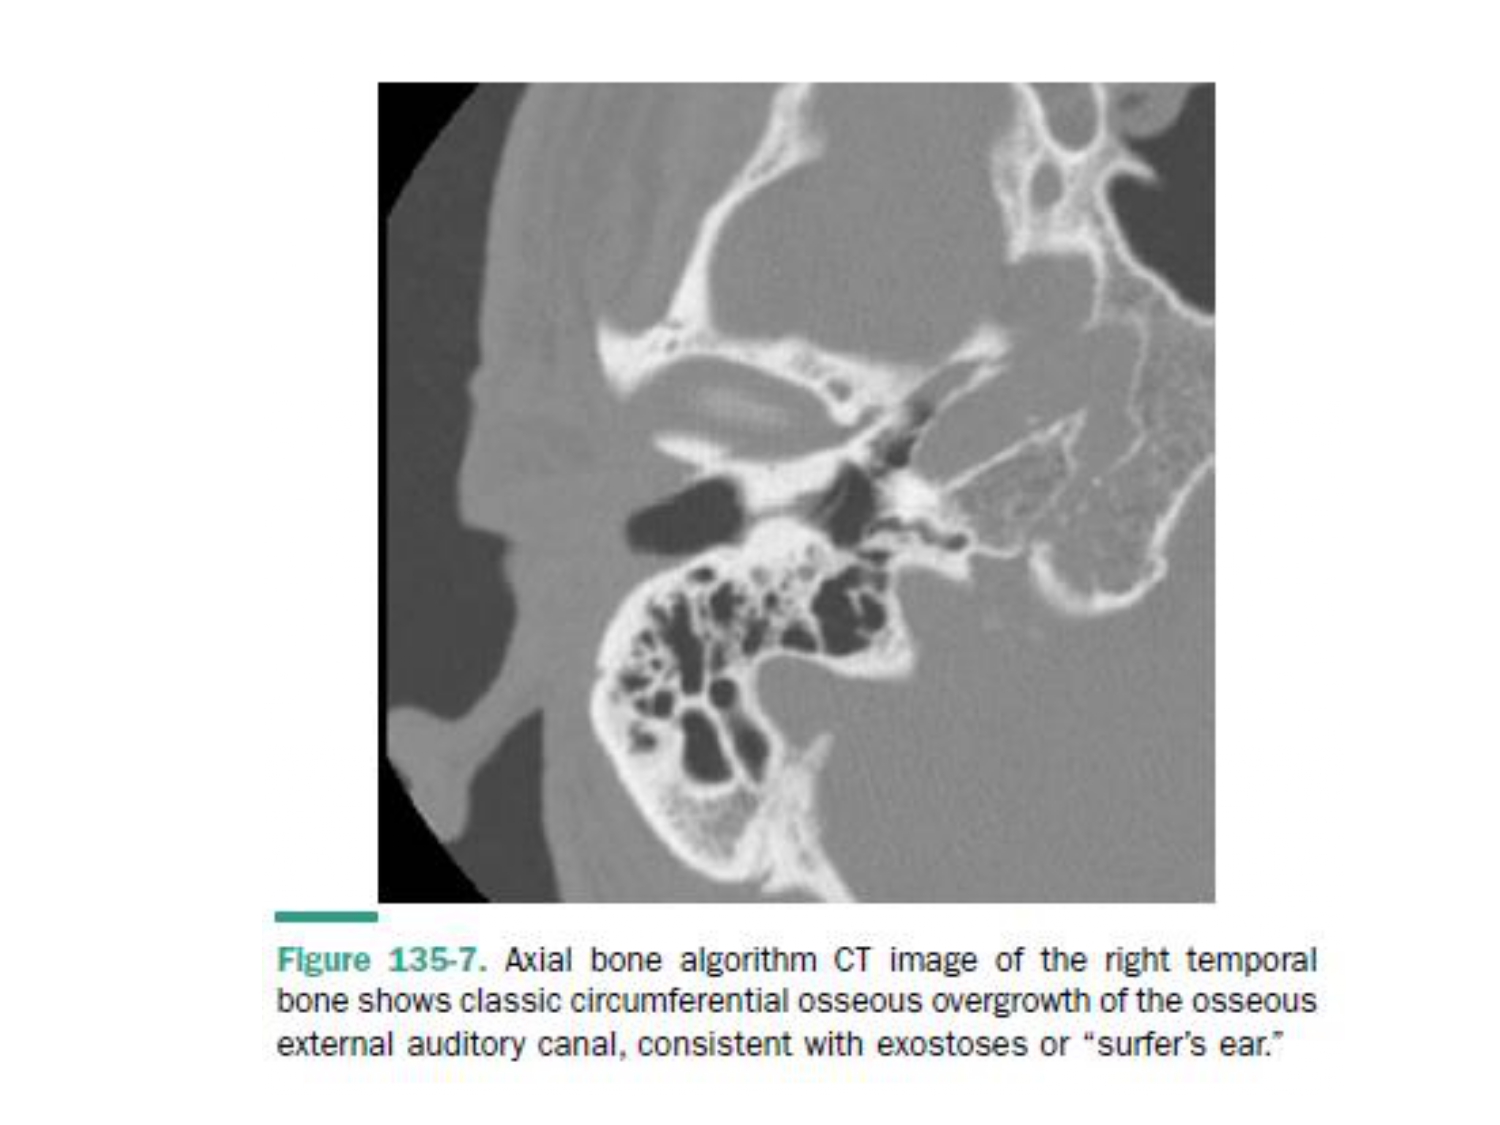 Figure 135-7. Axial bone algorithm CT image of the right temporal
bone shows classic circumferential osseous overgrowth of the osseous
external auditory canal, consistent with exostoses or “surfer’s ear.”